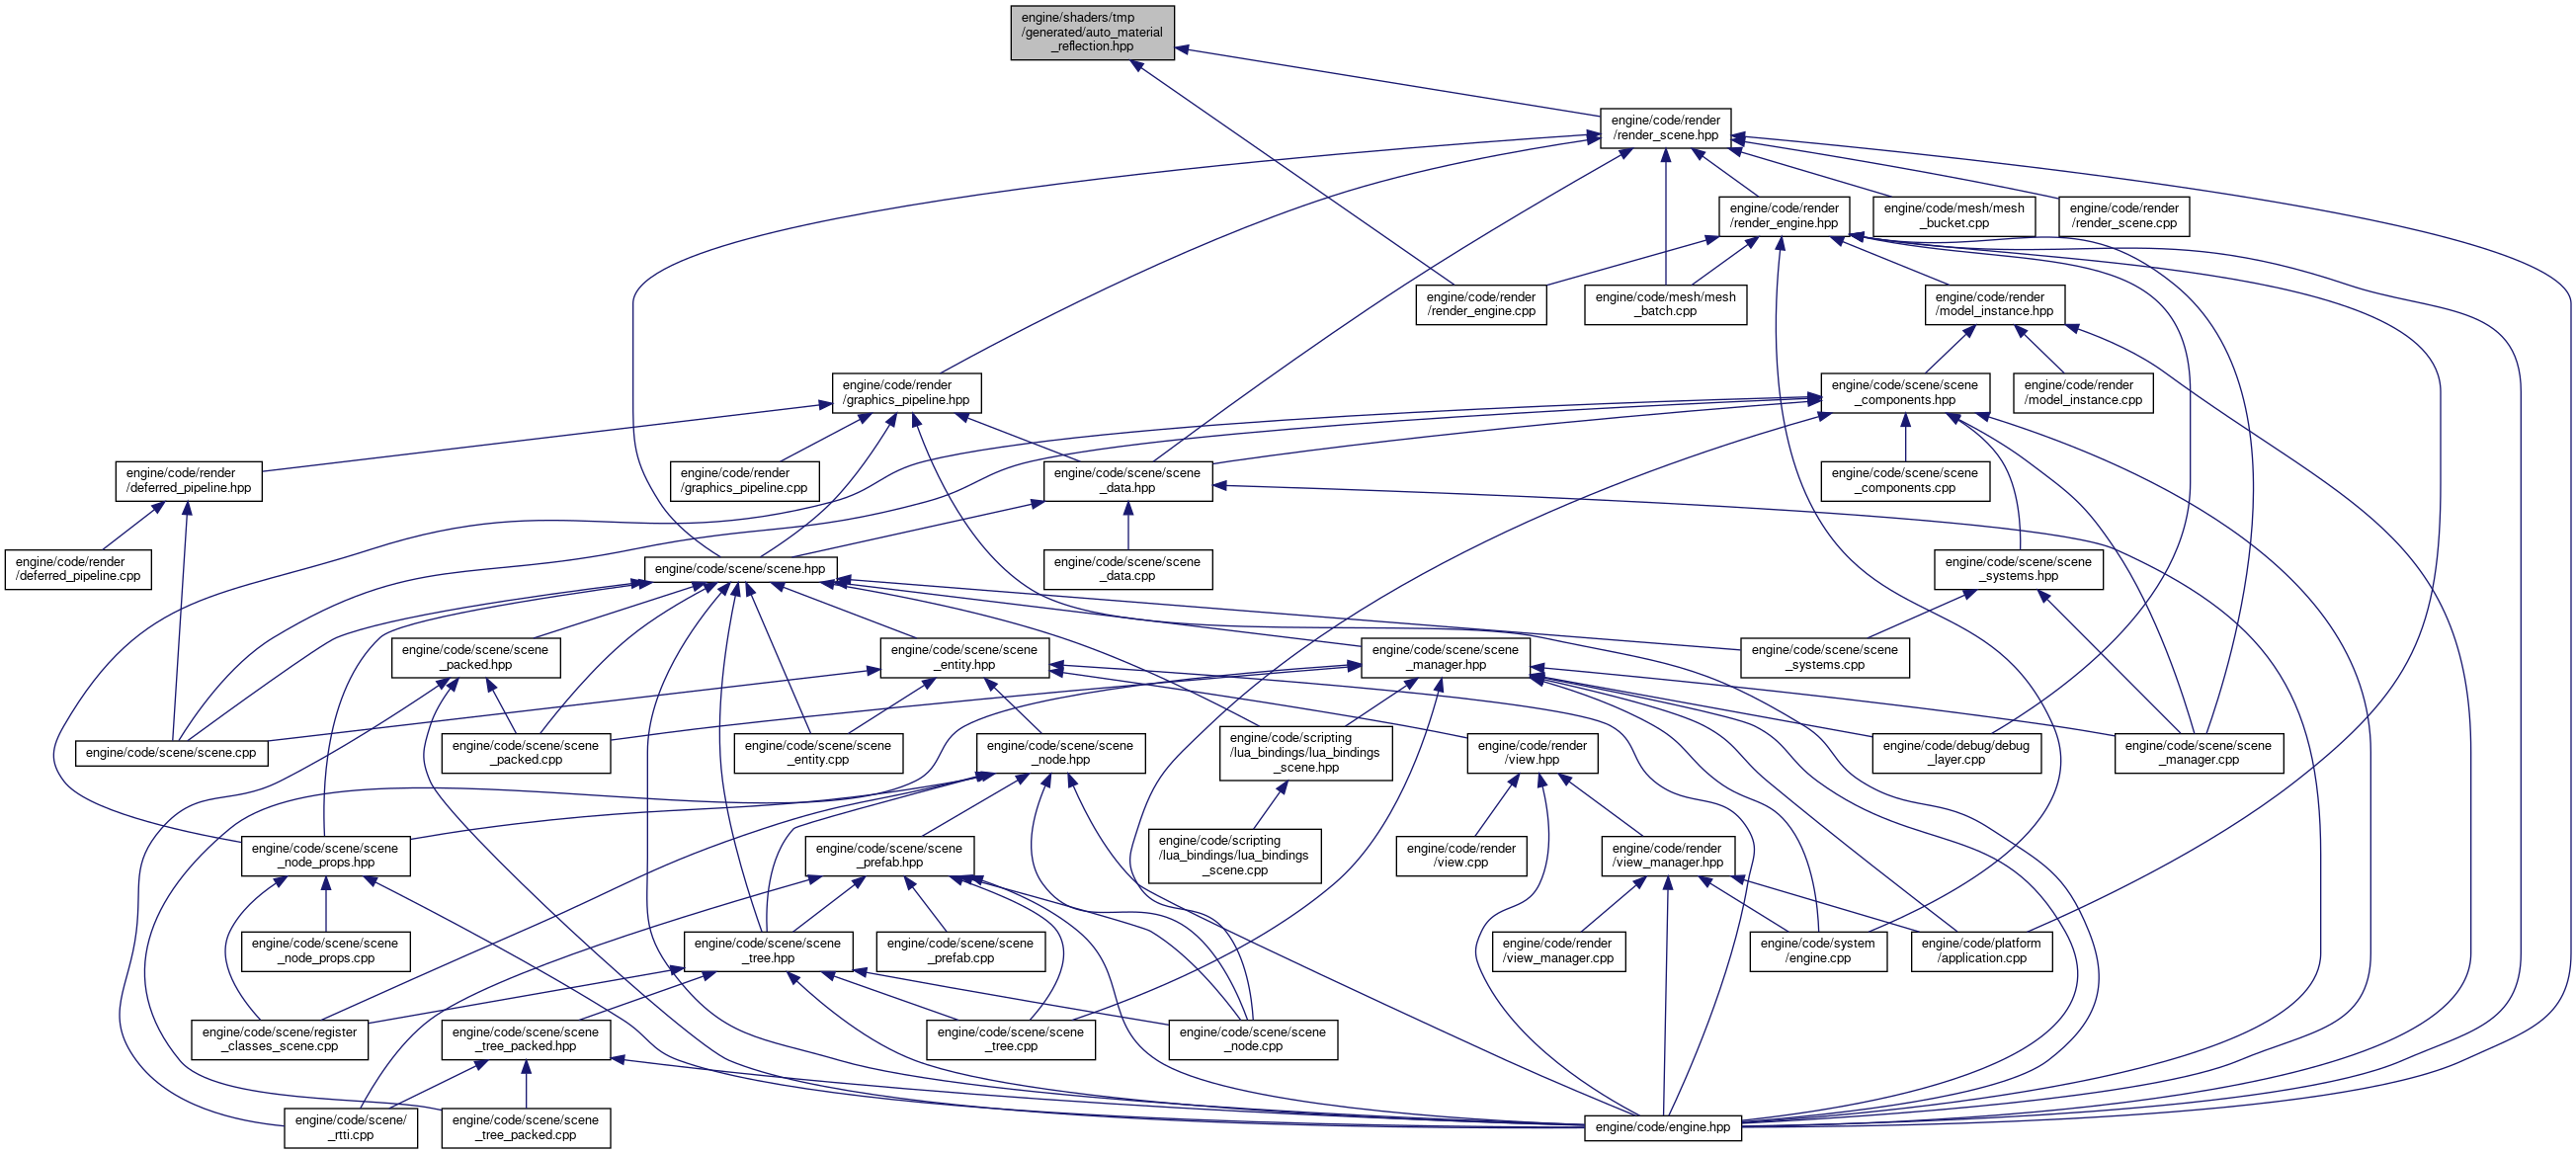 engine/shaders/tmp
/generated/auto_material
_reflection.hpp
engine/code/render
/render_scene.hpp
engine/code/render
/render_engine.hpp
engine/code/mesh/mesh
_bucket.cpp
engine/code/render
/render_scene.cpp
engine/code/render
/render_engine.cpp
engine/code/mesh/mesh
_batch.cpp
engine/code/render
/model_instance.hpp
engine/code/render
/graphics_pipeline.hpp
engine/code/scene/scene
_components.hpp
engine/code/render
/model_instance.cpp
engine/code/render
/deferred_pipeline.hpp
engine/code/render
/graphics_pipeline.cpp
engine/code/scene/scene
_data.hpp
engine/code/scene/scene
_components.cpp
engine/code/render
/deferred_pipeline.cpp
engine/code/scene/scene.hpp
engine/code/scene/scene
_data.cpp
engine/code/scene/scene
_systems.hpp
engine/code/scene/scene
_packed.hpp
engine/code/scene/scene
_entity.hpp
engine/code/scene/scene
_manager.hpp
engine/code/scene/scene
_systems.cpp
engine/code/scene/scene.cpp
engine/code/scene/scene
_packed.cpp
engine/code/scene/scene
_entity.cpp
engine/code/scene/scene
_node.hpp
engine/code/scripting
/lua_bindings/lua_bindings
_scene.hpp
engine/code/render
/view.hpp
engine/code/debug/debug
_layer.cpp
engine/code/scene/scene
_manager.cpp
engine/code/scene/scene
_node_props.hpp
engine/code/scene/scene
_prefab.hpp
engine/code/scripting
/lua_bindings/lua_bindings
_scene.cpp
engine/code/render
/view.cpp
engine/code/render
/view_manager.hpp
engine/code/scene/scene
_node_props.cpp
engine/code/scene/scene
_tree.hpp
engine/code/scene/scene
_prefab.cpp
engine/code/render
/view_manager.cpp
engine/code/system
/engine.cpp
engine/code/platform
/application.cpp
engine/code/scene/register
_classes_scene.cpp
engine/code/scene/scene
_tree_packed.hpp
engine/code/scene/scene
_tree.cpp
engine/code/scene/scene
_node.cpp
engine/code/scene/
_rtti.cpp
engine/code/scene/scene
_tree_packed.cpp
engine/code/engine.hpp